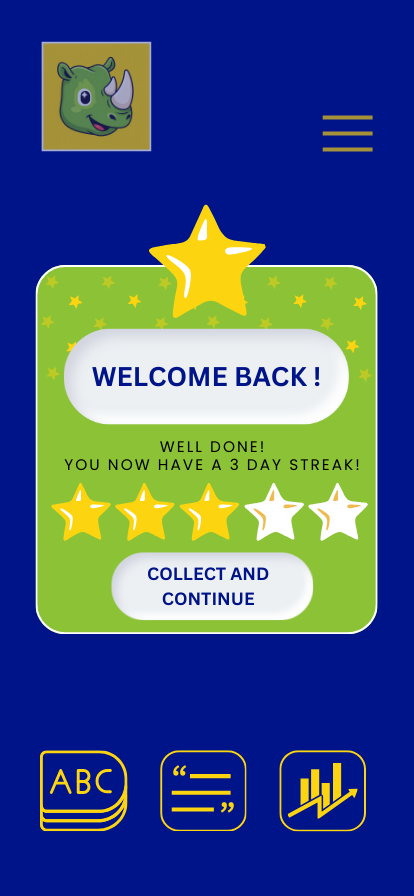 WELCOME BACK !
WELL DONE!
YOU NOW HAVE A 3 DAY STREAK!
COLLECT AND
CONTINUE
ABC
“
”